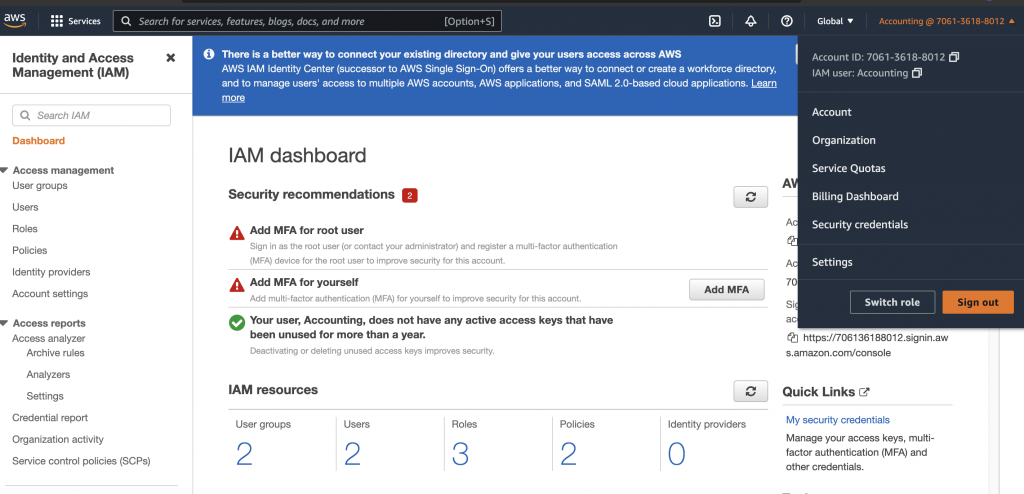 aws
Services
Search for services, features, blogs, docs, and more
[Option+S]
Global
Accounting @ 7061-3618-8012
Identity and Access
Management (IAM)
Search IAM
Dashboard
Access management
User groups
Users
Roles
Policies
Identity providers
Account settings
Access reports
Access analyzer
Archive rules
Analyzers
Settings
Credential report
Organization activity
Service control policies (SCPs)
There is a better way to connect your existing directory and give your users access across AWS
AWS IAM Identity Center (successor to AWS Single Sign-On) offers a better way to connect or create a workforce directory,
and to manage users' access to multiple AWS accounts, AWS applications, and SAML 2.0-based cloud applications. Learn
more
IAM dashboard
Security recommendations 2
Add MFA for root user
Sign in as the root user (or contact your administrator) and register a multi-factor authentication
(MFA) device for the root user to improve security for this account.
Add MFA for yourself
Add multi-factor authentication (MFA) for yourself to improve security for this account.
Add MFA
Your user, Accounting, does not have any active access keys that have
been unused for more than a year.
Deactivating or deleting unused access keys improves security.
IAM resources
User groups
2
Users
2
Roles
3
Policies
2
Identity providers
0
Account ID: 7061-3618-8012
IAM user: Accounting
Account
Organization
Service Quotas
Billing Dashboard
Security credentials
Settings
Switch role
Sign out
https://706136188012.signin.aw
s.amazon.com/console
Quick Links
My security credentials
Manage your access keys, multi-
factor authentication (MFA) and
other credentials.